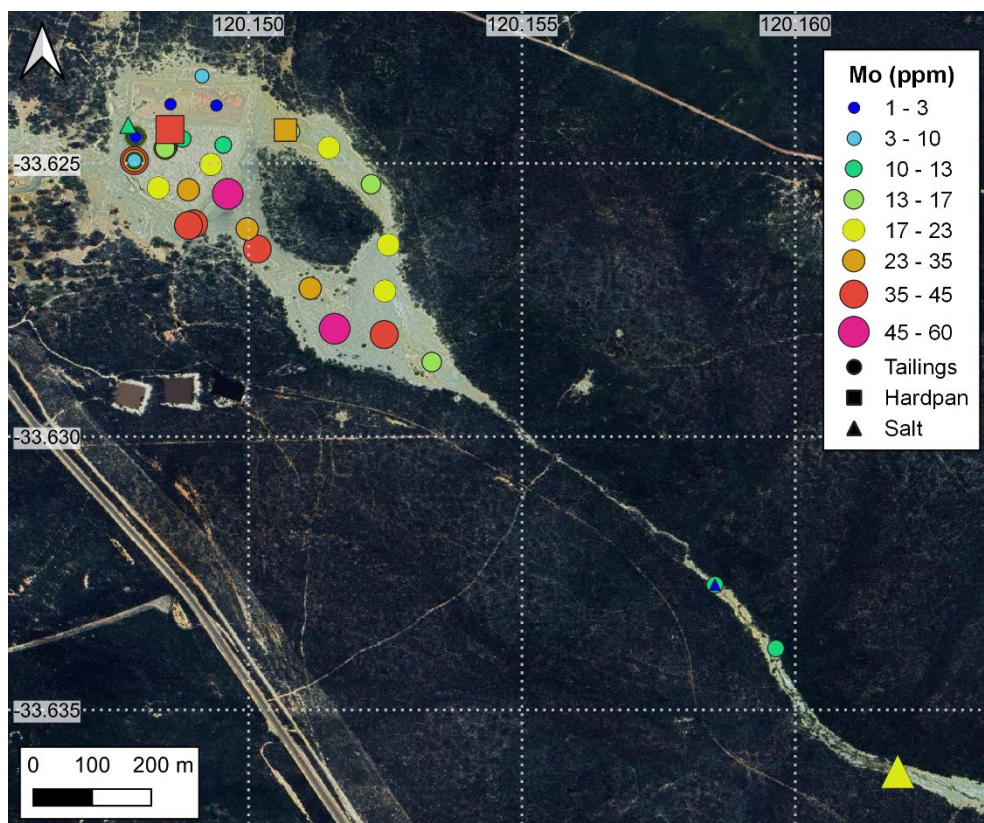 120.150
120.155
120.160
Mo (ppm)
1 - 3
3 - 10
10 - 13
13 - 17
17 - 23
23 - 35
35 - 45
45 - 60
Tailings
Hardpan
Salt
-33.625
-33.630
-33.635
0 100 200 m